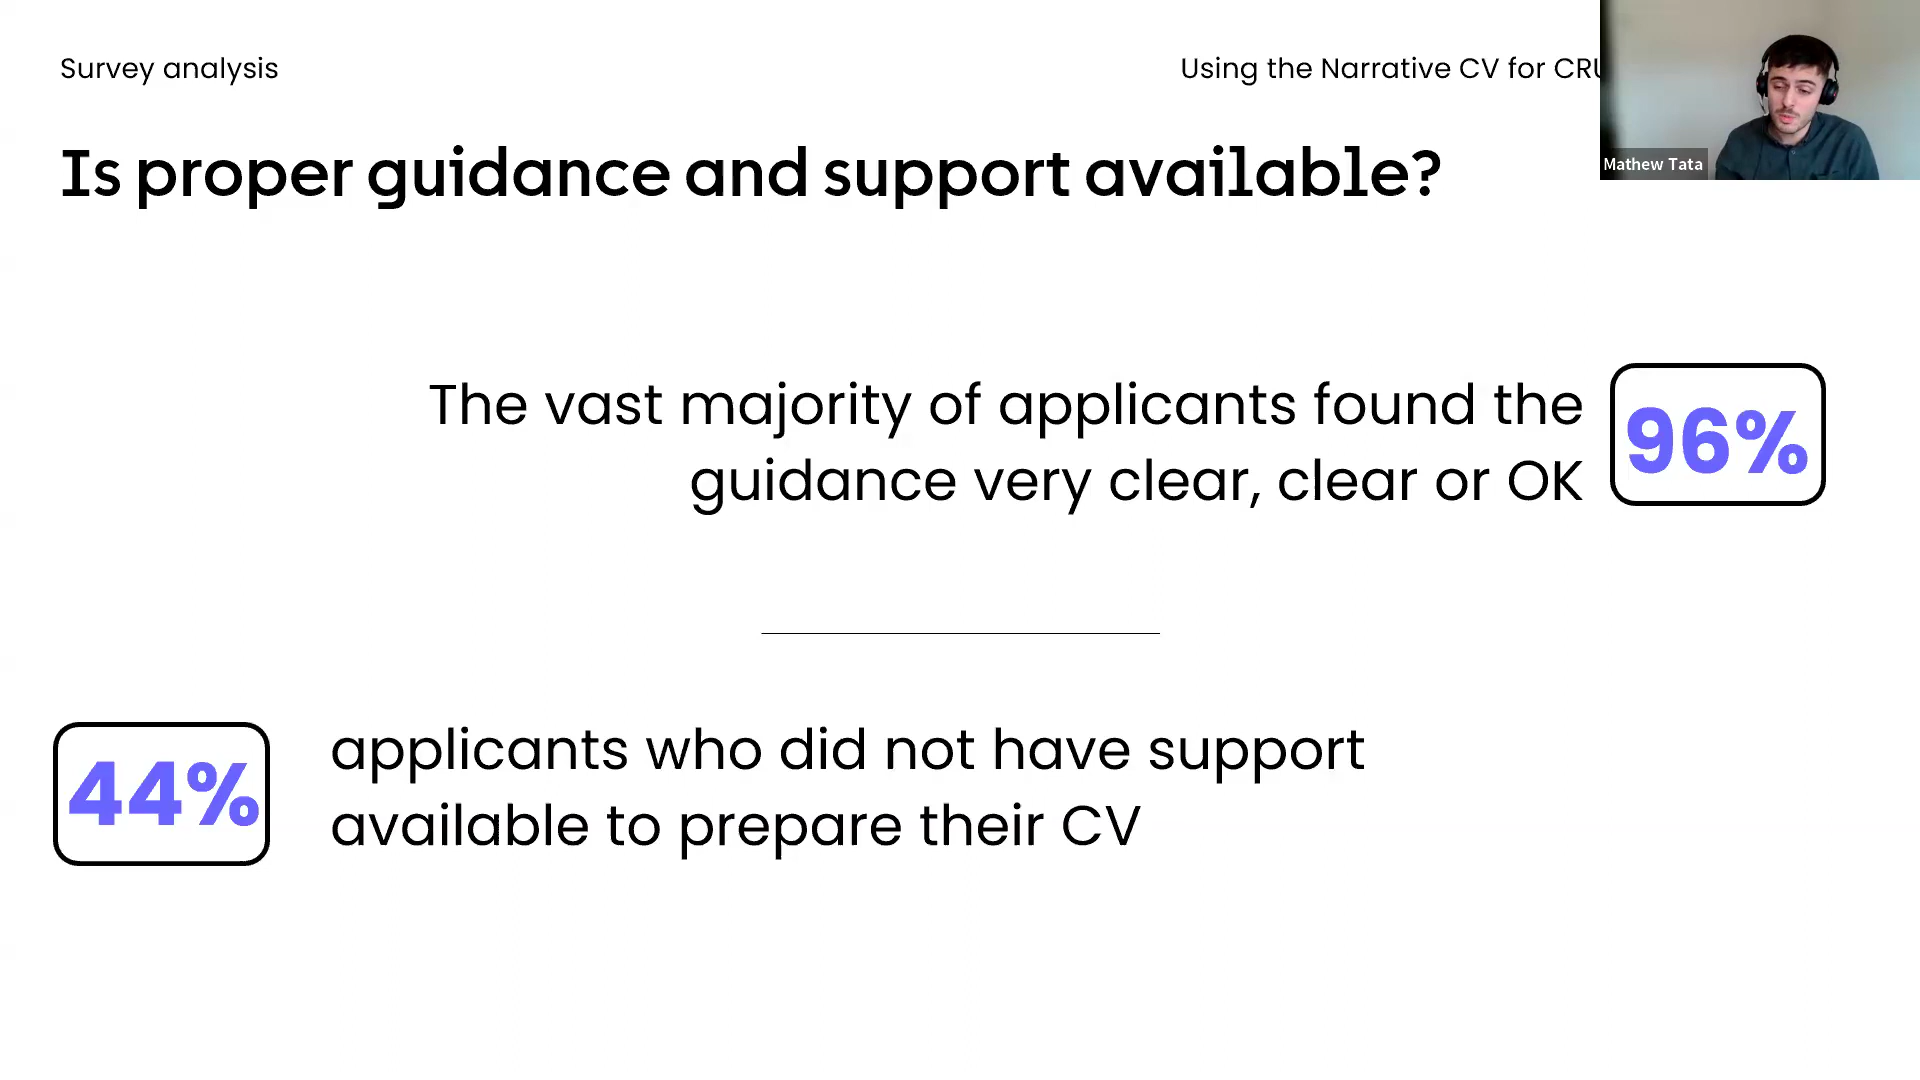 Survey analysis
Using the Narrative CV for CRU
Mathew Tata
Is proper guidance and support available?
The vast majority of applicants found the
guidance very clear, clear or OK
96%
44%
applicants who did not have support
available to prepare their CV